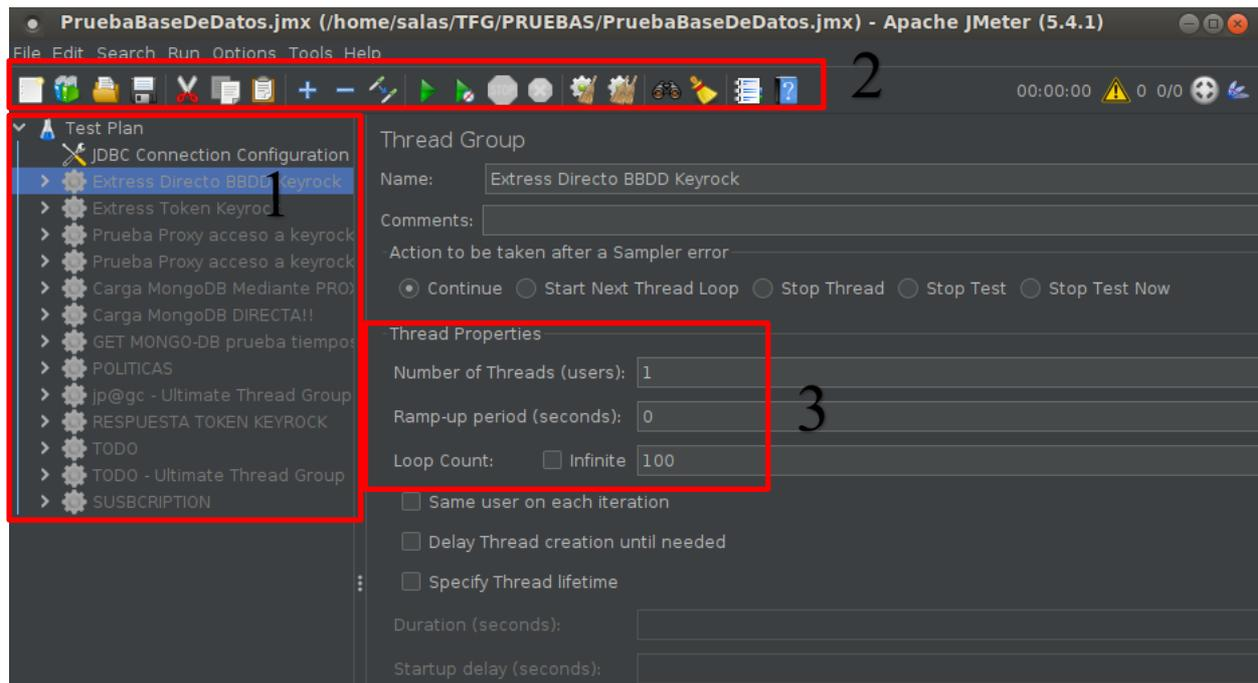 PruebaBaseDeDatos.jmx (/home/salas/TFG/PRUEBAS/PruebaBaseDeDatos.jmx) - Apache JMeter (5.4.1)
File Edit Search Run Options Tools Help
2
STOP
00:00:00 0 0/0
Test Plan
JDBC Connection Configuration
Extress Directo BBDD Keyrock
1
Extress Token Keyrock
Prueba Proxy acceso a keyrock
Prueba Proxy acceso a keyrock
Carga MongoDB Mediante PROX
Carga MongoDB DIRECTA!!
GET MONGO-DB prueba tiempos
POLITICAS
jp@gc - Ultimate Thread Group
RESPUESTA TOKEN KEYROCK
TODO
TODO - Ultimate Thread Group
SUSBCRIPTION
Thread Group
Name: Extress Directo BBDD Keyrock
Comments:
Action to be taken after a Sampler error
Continue Start Next Thread Loop Stop Thread Stop Test Stop Test Now
Thread Properties
Number of Threads (users): 1
Ramp-up period (seconds): 0
3
Loop Count: Infinite 100
Same user on each iteration
Delay Thread creation until needed
Specify Thread lifetime
Duration (seconds):
Startup delay (seconds):